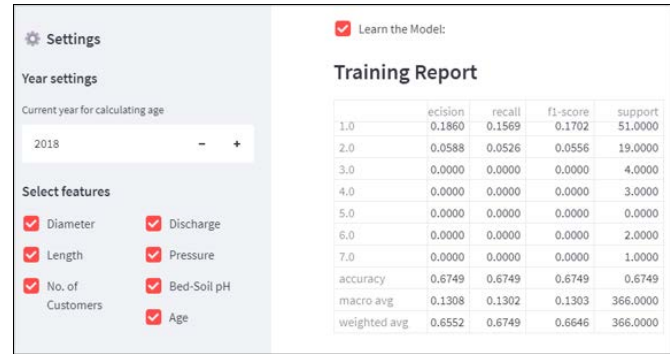 Settings
Year settings
Current year for calculating age
2018 - +
Select features
Diameter Discharge
Length Pressure
No. of Customers Bed-Soil pH
Age
Learn the Model:
Training Report
ecision recall f1-score support
1.0 0.1860 0.1569 0.1702 51.0000
2.0 0.0588 0.0526 0.0556 19.0000
3.0 0.0000 0.0000 0.0000 4.0000
4.0 0.0000 0.0000 0.0000 3.0000
5.0 0.0000 0.0000 0.0000 0.0000
6.0 0.0000 0.0000 0.0000 2.0000
7.0 0.0000 0.0000 0.0000 1.0000
accuracy 0.6749 0.6749 0.6749 0.6749
macro avg 0.1308 0.1302 0.1303 366.0000
weighted avg 0.6552 0.6749 0.6646 366.0000